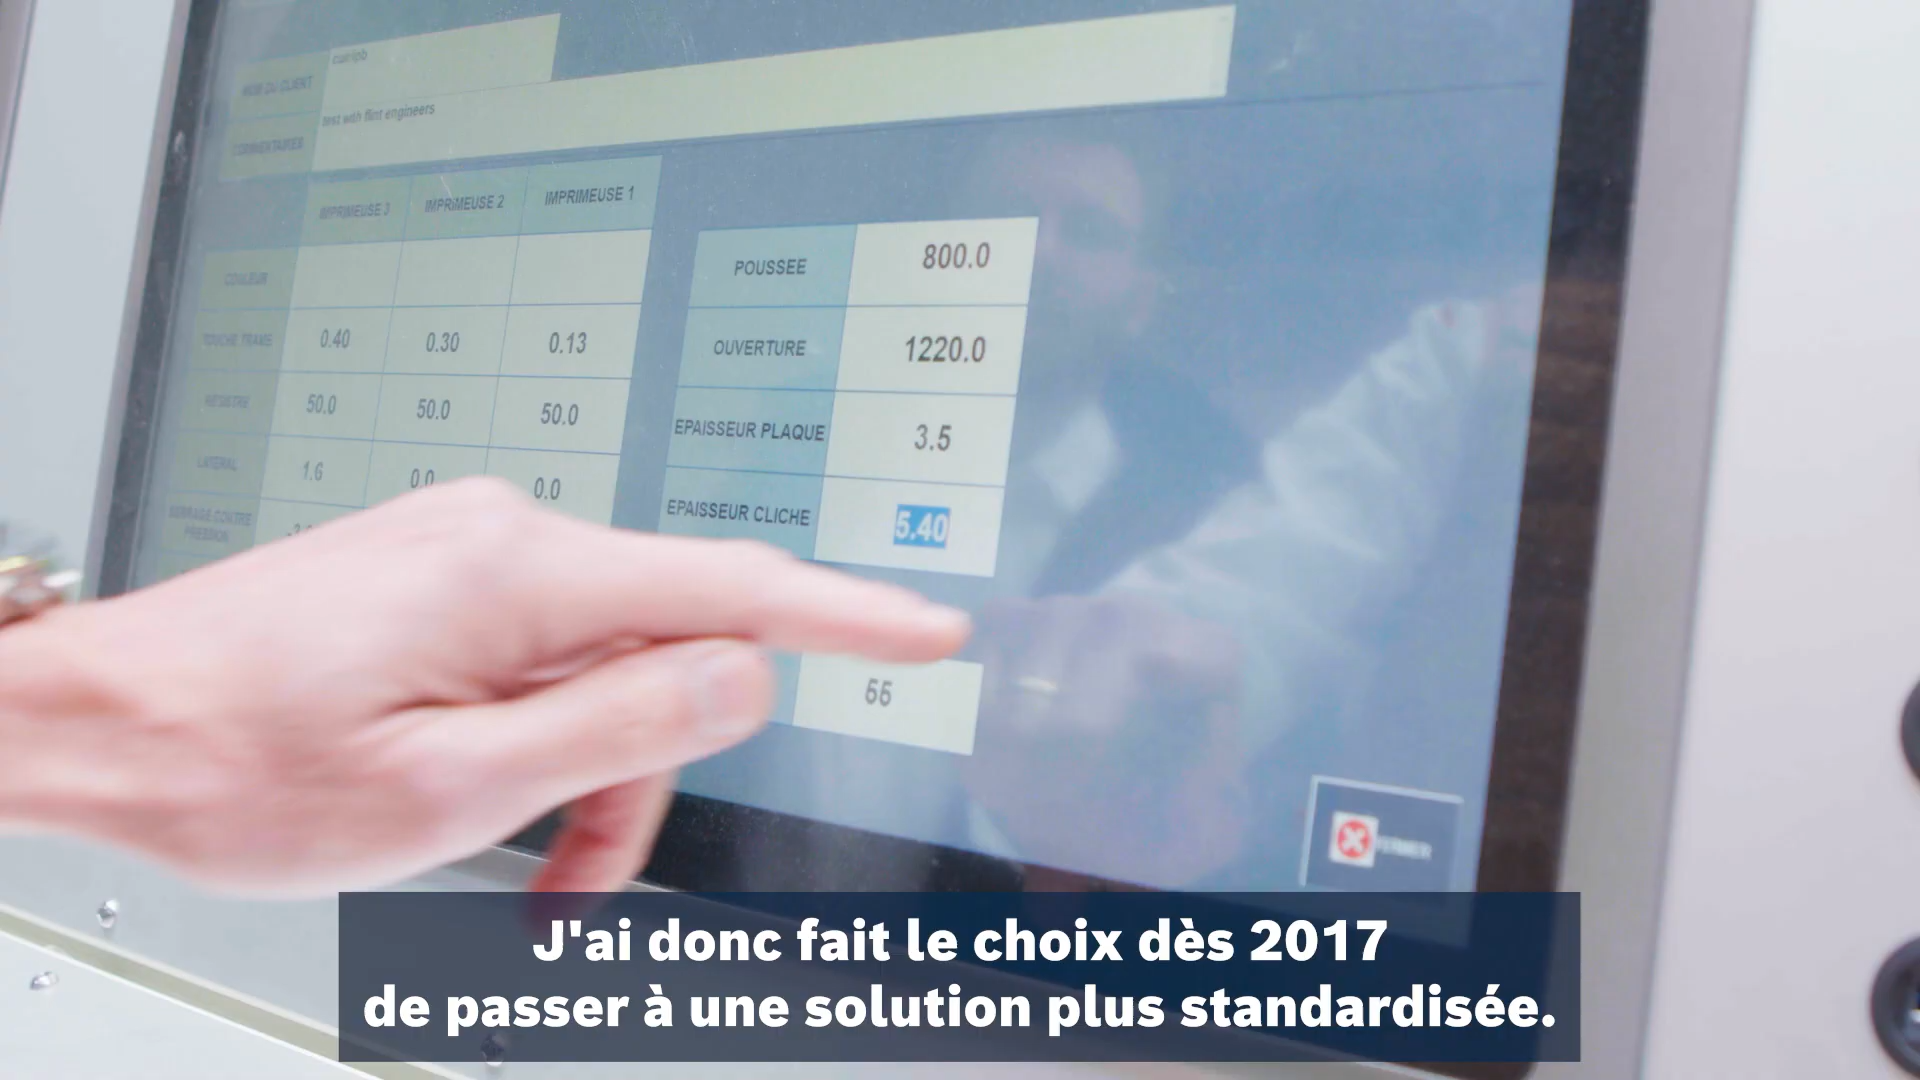 NOM DU CLIENT
COMMENTAIRES test with flint engineers
IMPRIMEUSE 3 IMPRIMEUSE 2 IMPRIMEUSE 1
COULEUR
TOUCHE TRAME 0.40 0.30 0.13
REGISTRE 50.0 50.0 50.0
LATERAL 1.6 0.0 0.0
SERRAGE CONTRE
PRESSION
POUSSEE 800.0
OUVERTURE 1220.0
EPAISSEUR PLAQUE 3.5
EPAISSEUR CLICHE 5.40
FERMER
J'ai donc fait le choix dès 2017
de passer à une solution plus standardisée.